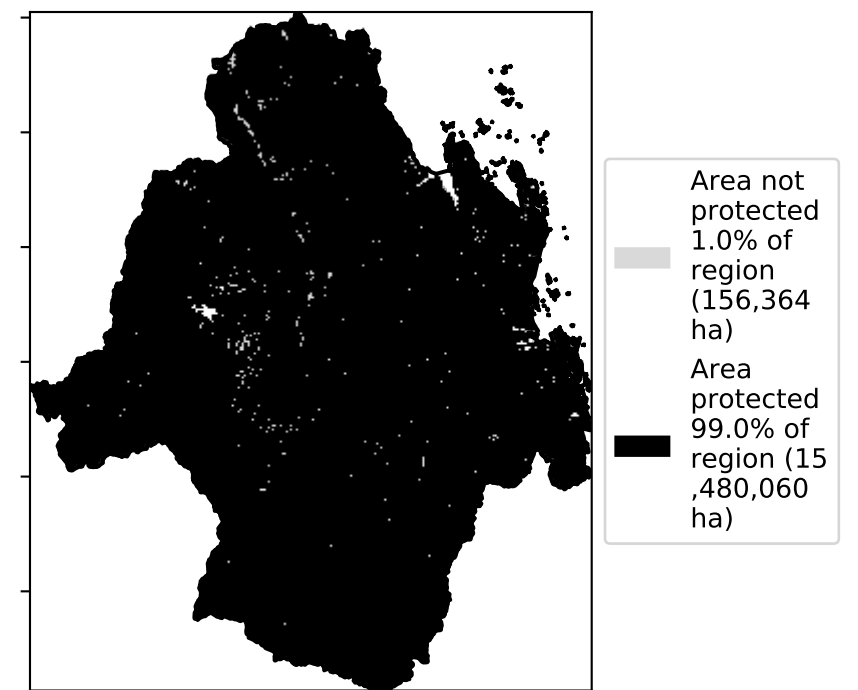 Area not
protected
1.0% of
region
(156,364
ha)
Area
protected
99.0% of
region (15
,480,060
ha)